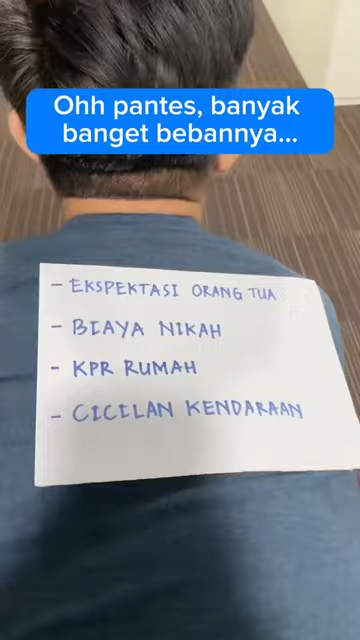 Ohh pantes, banyak
banget bebannya...
- EKSPEKTASI ORANG TUA
- BIAYA NIKAH
- KPR RUMAH
- CICILAN KENDARAAN